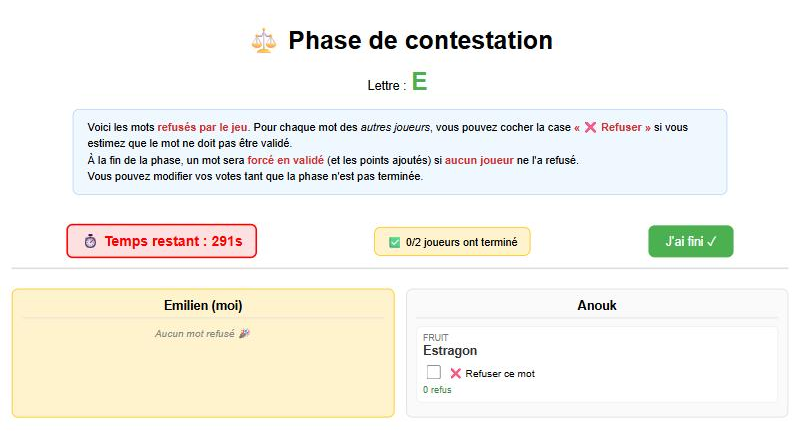 ⚖️ Phase de contestation
Lettre : E
Voici les mots refusés par le jeu. Pour chaque mot des autres joueurs, vous pouvez cocher la case « ❌ Refuser » si vous
estimez que le mot ne doit pas être validé.
À la fin de la phase, un mot sera forcé en validé (et les points ajoutés) si aucun joueur ne l'a refusé.
Vous pouvez modifier vos votes tant que la phase n'est pas terminée.
⏱️ Temps restant : 291s
✅ 0/2 joueurs ont terminé
J'ai fini ✓
Emilien (moi)
Aucun mot refusé 🎉
Anouk
FRUIT
Estragon
❌ Refuser ce mot
0 refus